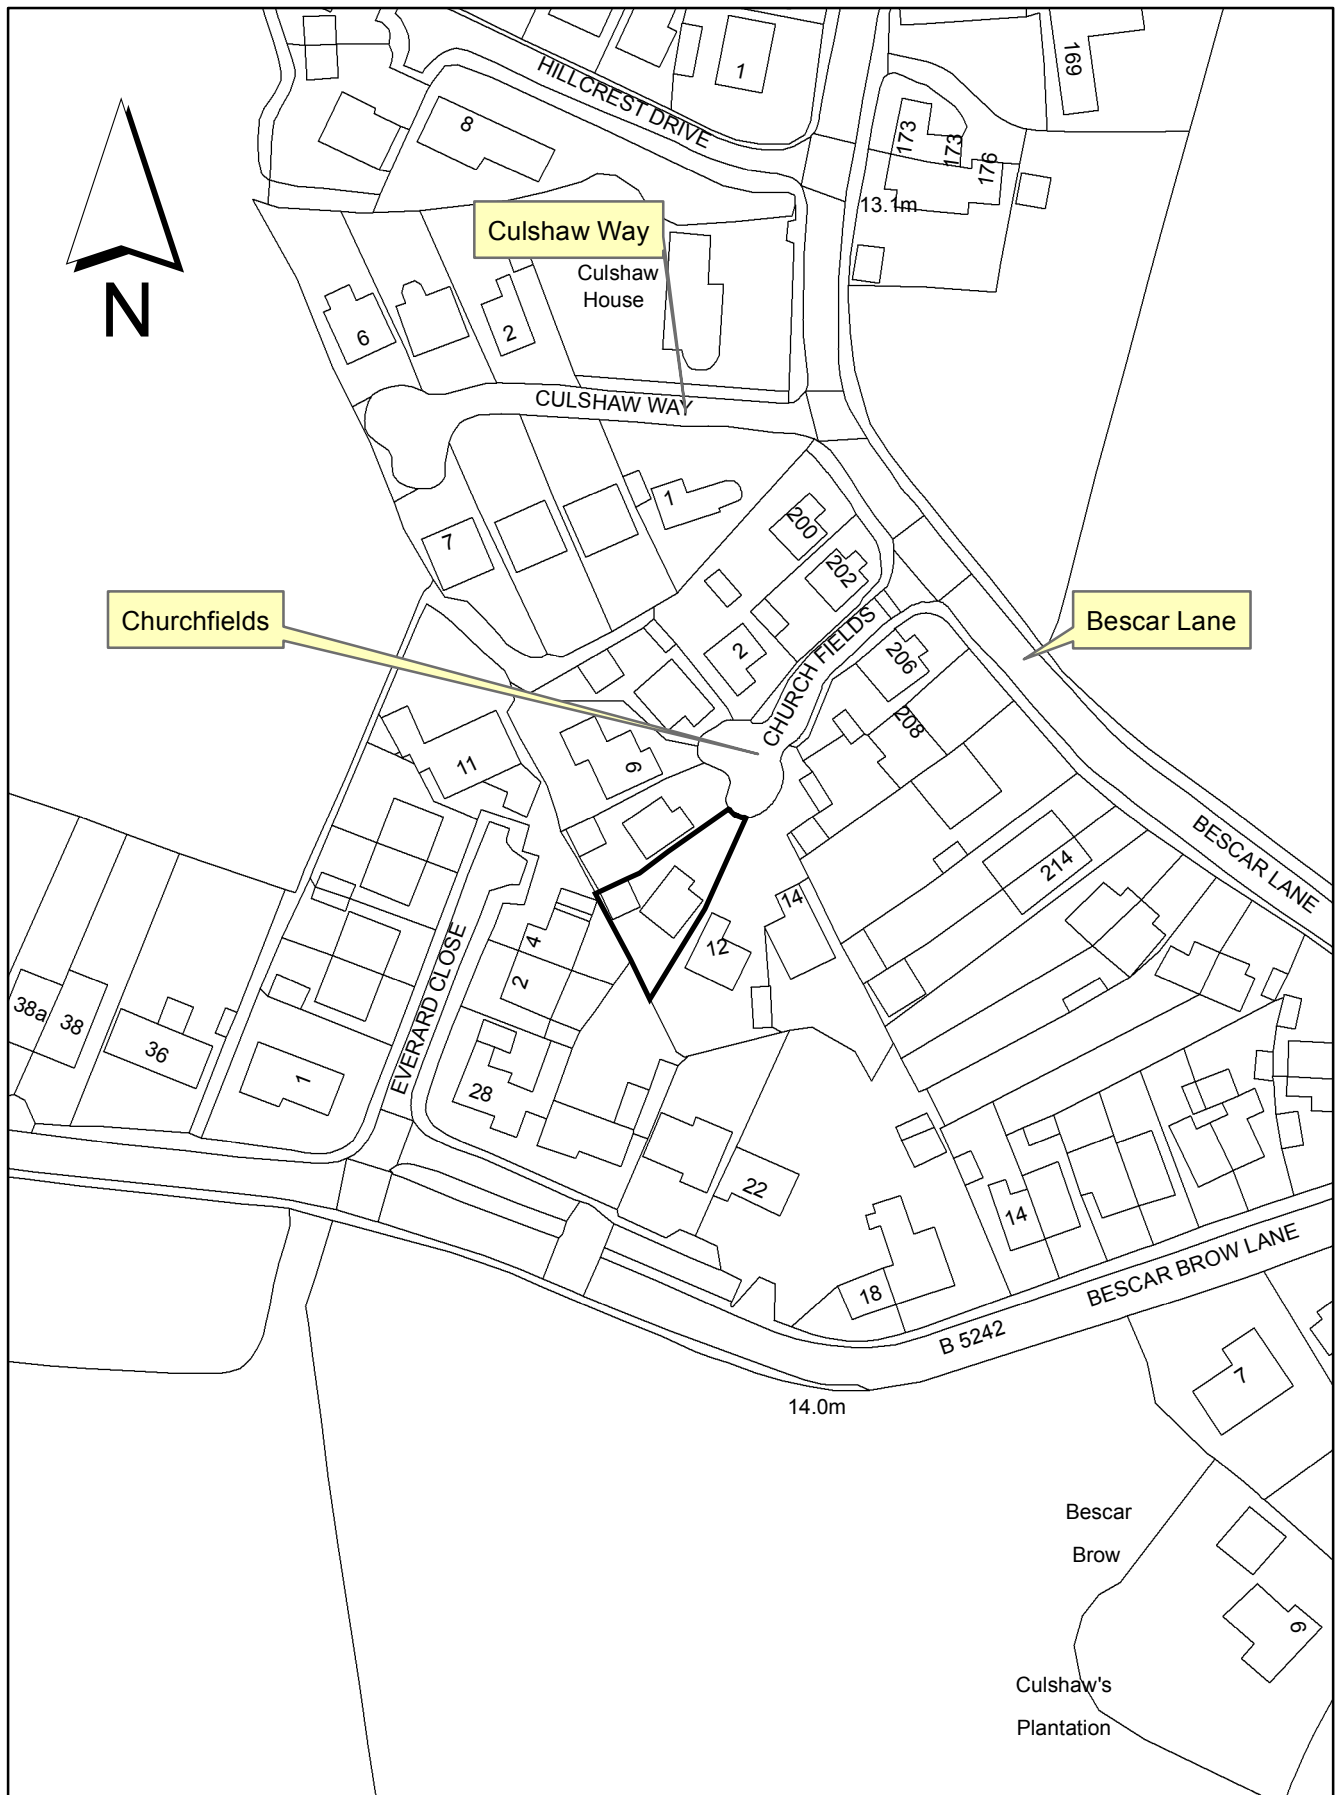 1
169
HILLCREST DRIVE
8
173
173
176
13.1m
Culshaw Way
Culshaw
House
N
6
2
CULSHAW WAY
1
7
200
202
Churchfields
Bescar Lane
2
CHURCH FIELDS
206
208
11
6
BESCAR LANE
214
14
12
4
2
EVERARD CLOSE
38a
38
36
1
28
22
14
18
BESCAR BROW LANE
B 5242
7
14.0m
Bescar
Brow
6
Culshaw's
Plantation